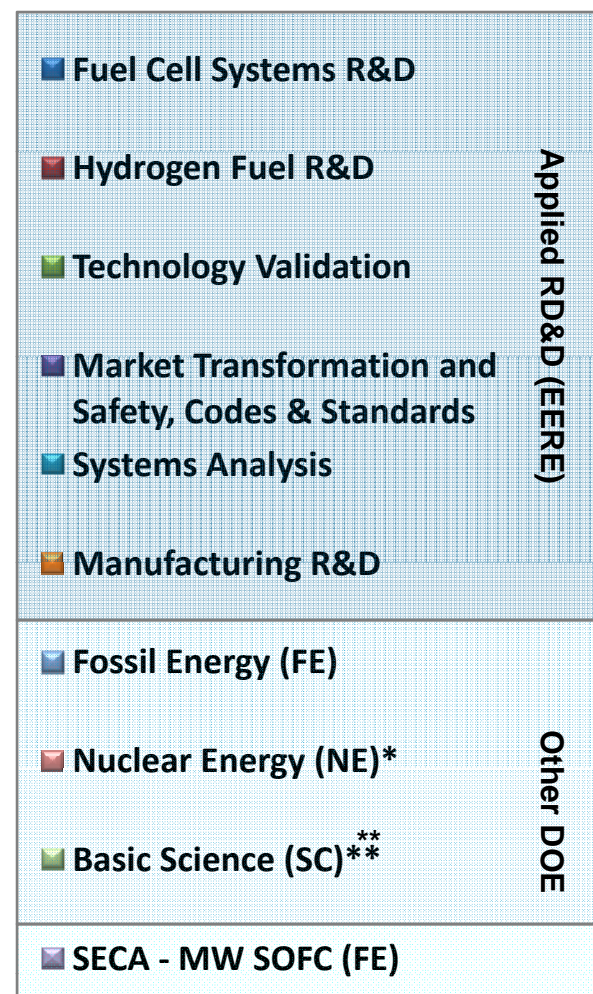 Fuel Cell Systems R&D
Hydrogen Fuel R&D
Technology Validation
Market Transformation and
Safety, Codes & Standards
Systems Analysis
Manufacturing R&D
Applied RD&D (EERE)
Fossil Energy (FE)
Nuclear Energy (NE)*
**
Basic Science (SC)**
Other DOE
SECA - MW SOFC (FE)